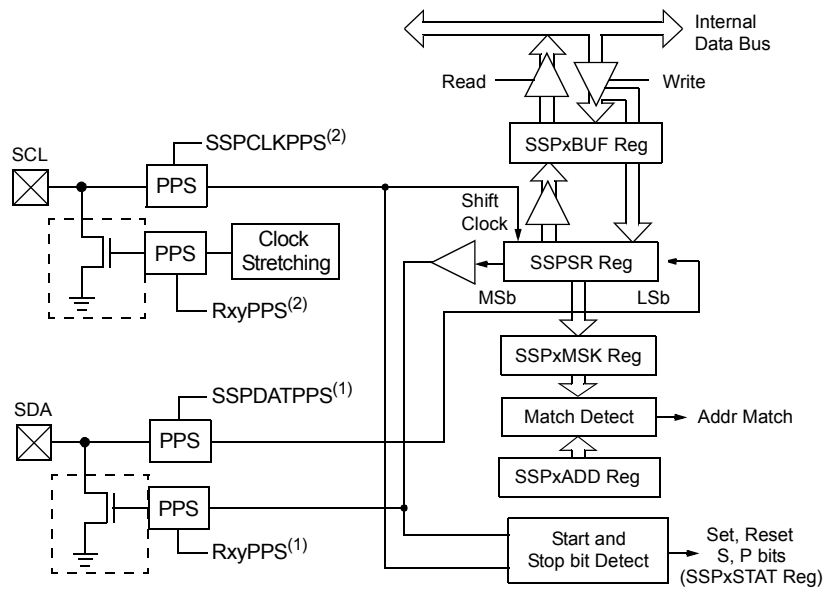 Internal
Data Bus
Read
Write
SSPxBUF Reg
SSPCLKPPS(2)
SCL
PPS
Shift
Clock
PPS
Clock
Stretching
SSPSR Reg
MSb
LSb
RxyPPS(2)
SSPxMSK Reg
SSPDATPPS(1)
SDA
PPS
Match Detect
Addr Match
SSPxADD Reg
PPS
RxyPPS(1)
Start and
Stop bit Detect
Set, Reset
S, P bits
(SSPxSTAT Reg)